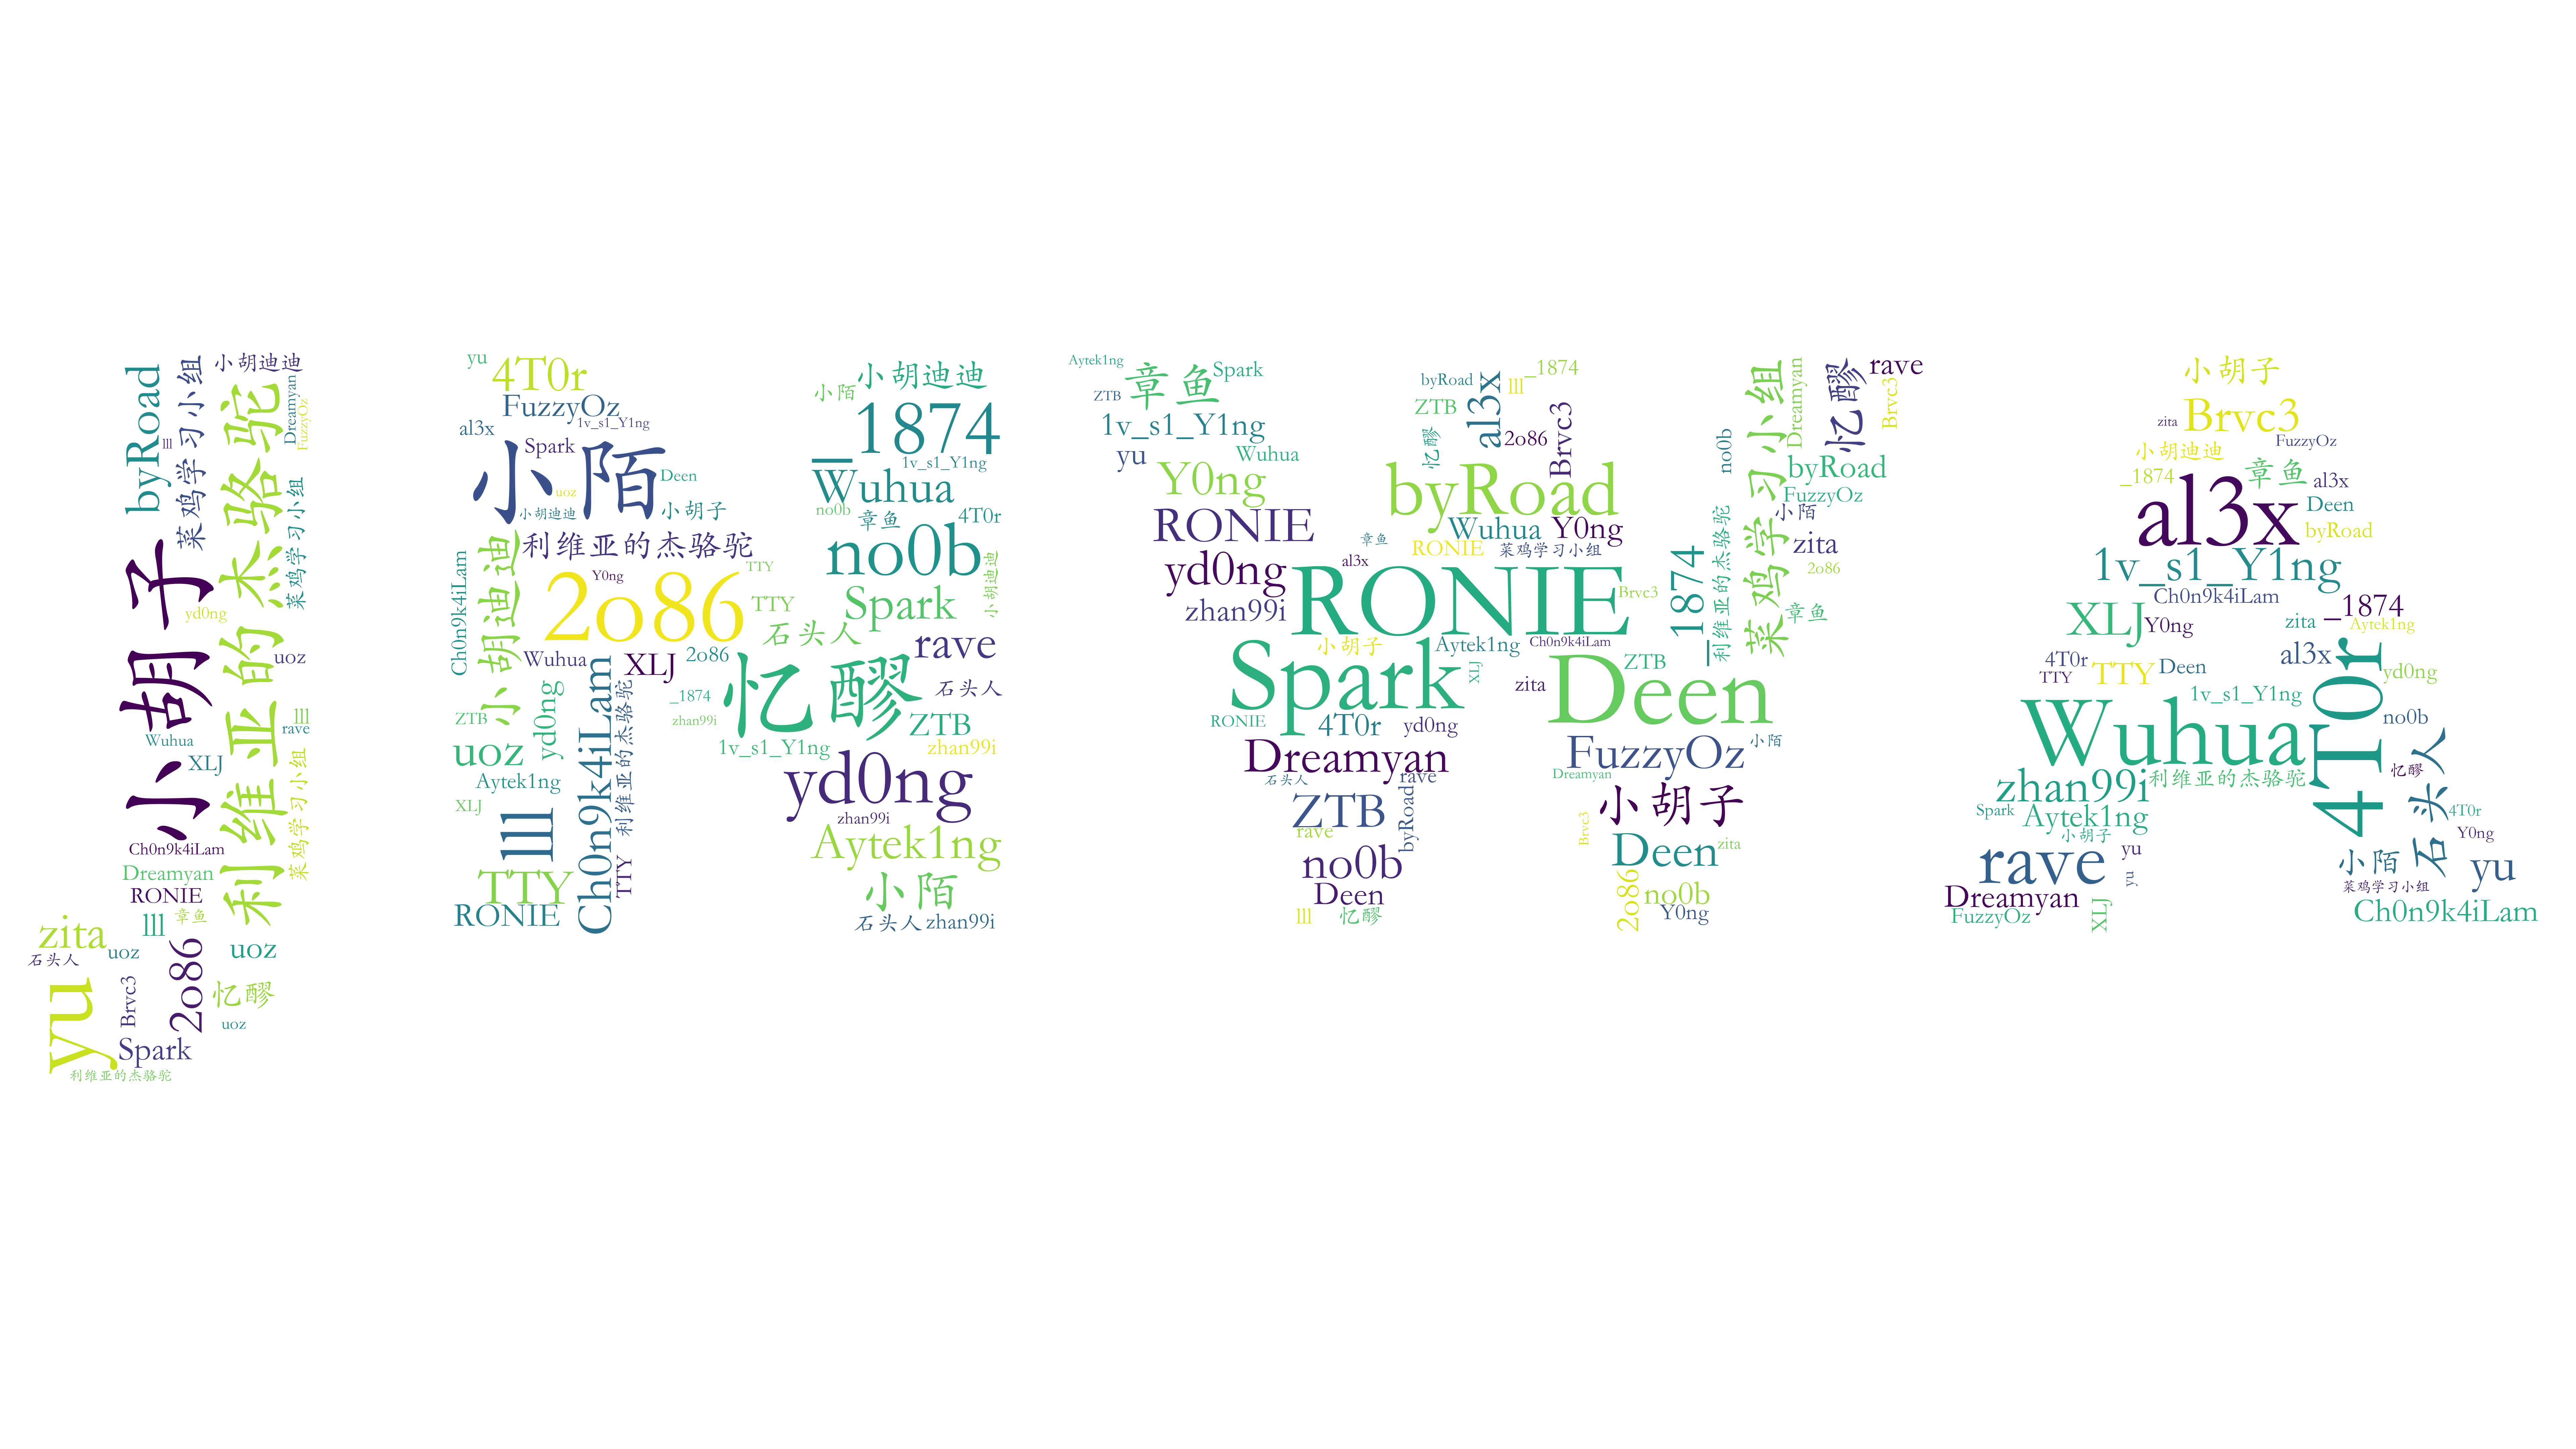 byRoad
lll
菜鸡学习小组
小胡迪迪
利维亚的杰骆驼
Dreamyan
FuzzyOz
菜鸡学习小组
小胡子
yd0ng
uoz
lll
rave
Wuhua
XLJ
菜鸡学习小组
Ch0n9k4iLam
Dreamyan
RONIE
章鱼
lll
zita
uoz
uoz
石头人
2o86
yu
Brvc3
忆醪
uoz
Spark
利维亚的杰骆驼
yu
4T0r
FuzzyOz
al3x
1v_s1_Y1ng
Spark
小陌
Deen
uoz
小胡迪迪
小胡子
利维亚的杰骆驼
小胡迪迪
小陌
_1874
Wuhua
1v_s1_Y1ng
no0b
章鱼
4T0r
no0b
小胡迪迪
Ch0n9k4iLam
小胡迪迪
2o86
Y0ng
TTY
TTY
Spark
石头人
rave
Wuhua
XLJ
2o86
忆醪
石头人
_1874
zhan99i
ZTB
yd0ng
Ch0n9k4iLam
利维亚的杰骆驼
ZTB
zhan99i
1v_s1_Y1ng
uoz
Aytek1ng
yd0ng
zhan99i
XLJ
lll
Aytek1ng
TTY
TTY
小陌
RONIE
石头人
zhan99i
Aytek1ng
章鱼
Spark
ZTB
1v_s1_Y1ng
yu
Wuhua
Y0ng
RONIE
yd0ng
zhan99i
byRoad
al3x
lll
_1874
ZTB
忆醪
2o86
Brvc3
byRoad
Wuhua
Y0ng
章鱼
RONIE
菜鸡学习小组
al3x
RONIE
Brvc3
小胡子
Aytek1ng
Ch0n9k4iLam
Spark
XLJ
zita
Deen
ZTB
RONIE
4T0r
yd0ng
Dreamyan
石头人
rave
ZTB
byRoad
rave
no0b
Deen
lll
忆醪
FuzzyOz
小陌
Dreamyan
小胡子
Brvc3
Deen
zita
2o86
no0b
Y0ng
no0b
菜鸡学习小组
Dreamyan
忆醪
rave
Brvc3
byRoad
FuzzyOz
小陌
zita
2o86
章鱼
_1874
利维亚的杰骆驼
小胡子
zita
Brvc3
FuzzyOz
小胡迪迪
_1874
章鱼
al3x
al3x
Deen
byRoad
1v_s1_Y1ng
Ch0n9k4iLam
_1874
XLJ
Y0ng
zita
Aytek1ng
4T0r
TTY
TTY
Deen
al3x
4T0r
yd0ng
1v_s1_Y1ng
Wuhua
no0b
石头人
忆醪
zhan99i
利维亚的杰骆驼
Spark
Aytek1ng
4T0r
小胡子
Y0ng
rave
yu
yu
小陌
yu
菜鸡学习小组
Dreamyan
FuzzyOz
XLJ
Ch0n9k4iLam